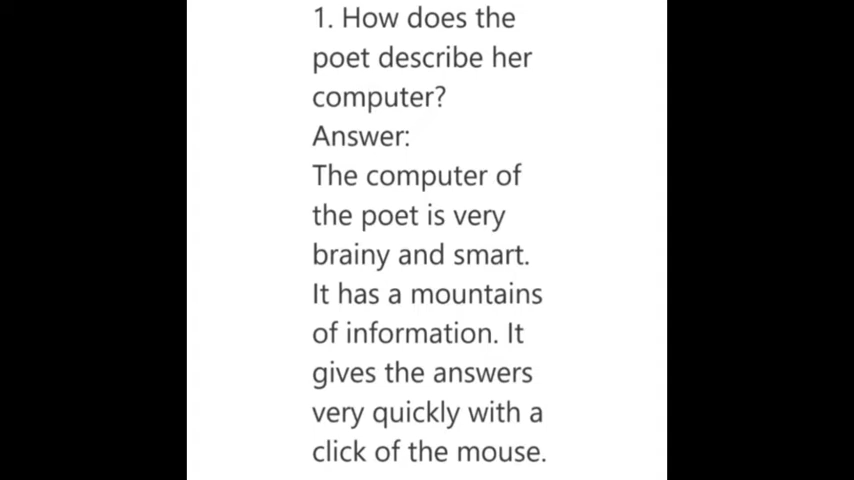 1. How does the
poet describe her
computer?
Answer:
The computer of
the poet is very
brainy and smart.
It has a mountains
of information. It
gives the answers
very quickly with a
click of the mouse.